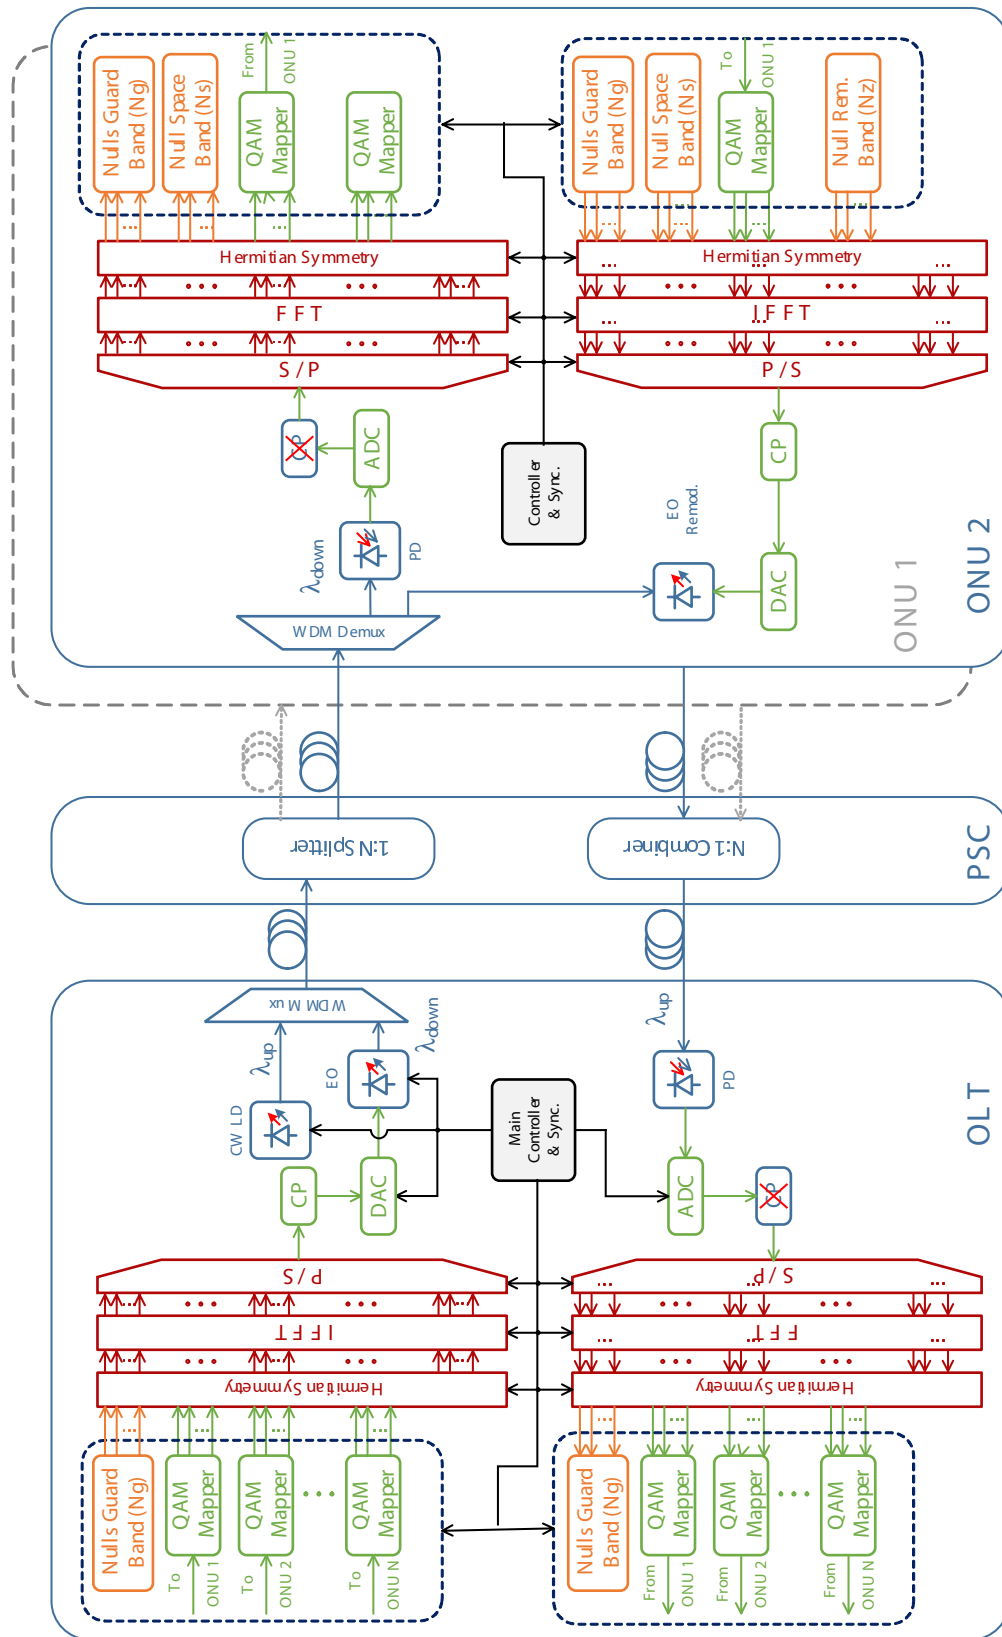 Nulls Guard
Band (Ng)
Null Space
Band (Ns)
QAM
Mapper
From
ONU 1
QAM
Mapper
Nulls Guard
Band (Ng)
Null Space
Band (Ns)
QAM
Mapper
To
ONU 1
Null Rem.
Band (Nz)
Hermitian Symmetry
FFT
S/P
Hermitian Symmetry
IFFT
P/S
CP
ADC
PD
λdown
WDM Demux
Controller
& Sync.
CP
DAC
EO
Remod.
ONU 1
ONU 2
1:N Splitter
N:1 Combiner
PSC
WDM Mux
λup
λdown
CW LD
EO
CP
DAC
Main
Controller
& Sync.
λup
PD
ADC
CP
P/S
IFFT
Hermitian Symmetry
S/P
FFT
Hermitian Symmetry
Nulls Guard
Band (Ng)
QAM
Mapper
QAM
Mapper
QAM
Mapper
To
ONU 1
To
ONU 2
To
ONU N
Nulls Guard
Band (Ng)
QAM
Mapper
QAM
Mapper
QAM
Mapper
From
ONU 1
From
ONU 2
From
ONU N
OLT